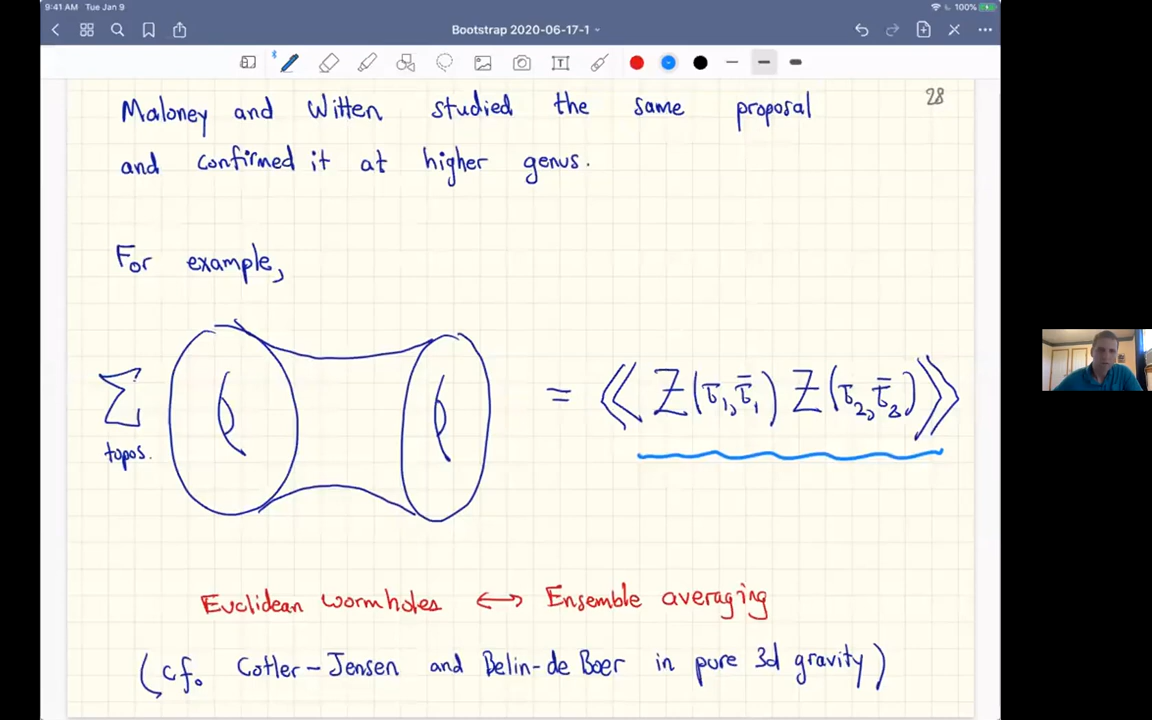 9:41 AM Tue Jan 9
100%
Bootstrap 2020-06-17-1
28
Maloney and Witten studied the same proposal
and confirmed it at higher genus.
For example,
Σ topos. = ⟨⟨ Z(τ₁, τ̄₁) Z(τ₂, τ̄₂) ⟩⟩
Euclidean wormholes ↔ Ensemble averaging
(cf. Cotler-Jensen and Belin-de Boer in pure 3d gravity)